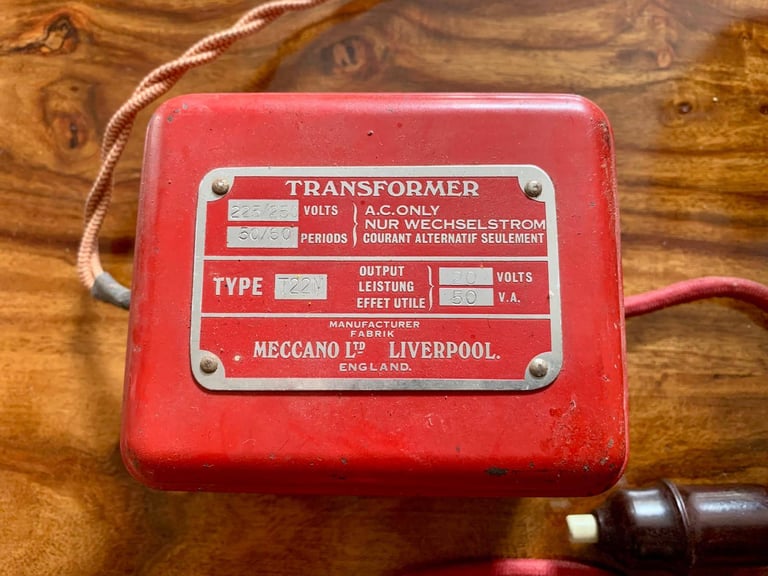 TRANSFORMER
225/250 VOLTS A.C. ONLY
NUR WECHSELSTROM
50/60 PERIODS COURANT ALTERNATIF SEULEMENT
TYPE T22M
OUTPUT 20 VOLTS
LEISTUNG
EFFET UTILE 50 V.A.
MANUFACTURER
FABRIK
MECCANO LTD LIVERPOOL.
ENGLAND.